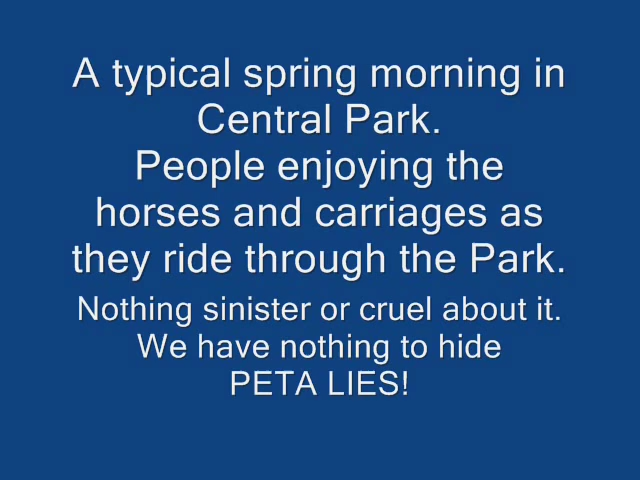 A typical spring morning in
Central Park.
People enjoying the
horses and carriages as
they ride through the Park.
Nothing sinister or cruel about it.
We have nothing to hide
PETA LIES!